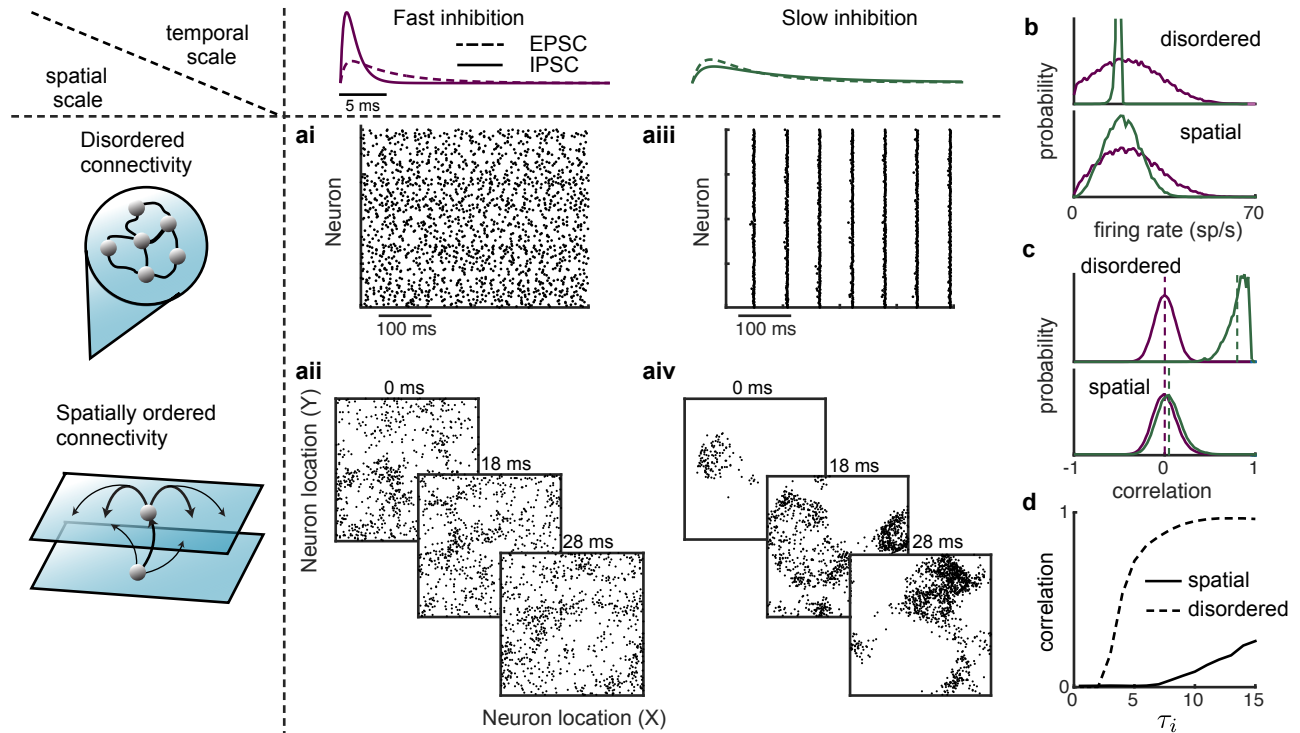 temporal
scale
spatial
scale
Fast inhibition
EPSC
IPSC
5 ms
Slow inhibition
Disordered
connectivity
ai
Neuron
100 ms
aiii
Neuron
100 ms
Spatially ordered
connectivity
aii
0 ms
18 ms
28 ms
Neuron location (Y)
aiv
0 ms
18 ms
28 ms
Neuron location (X)
b
disordered
spatial
probability
0
70
firing rate (sp/s)
c
disordered
spatial
probability
-1
0
1
correlation
d
1
correlation
0
spatial
disordered
0
5
10
15
τi